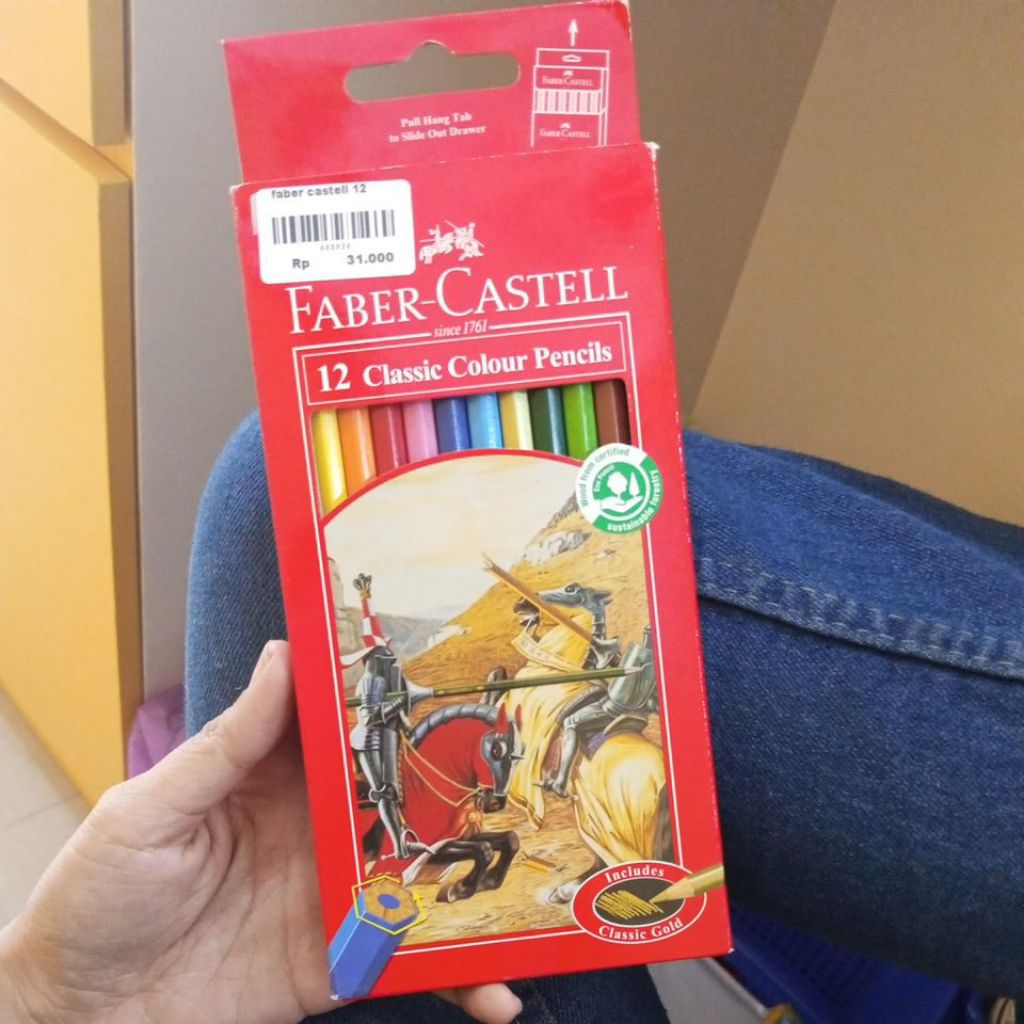 FABER-CASTELL
FABER-CASTELL
Pull Hang Tab
to Slide Out Drawer
faber castell 12
Rp 31.000
FABER-CASTELL
since 1761
12 Classic Colour Pencils
Wood from certified
sustainable forestry
Includes
Classic Gold